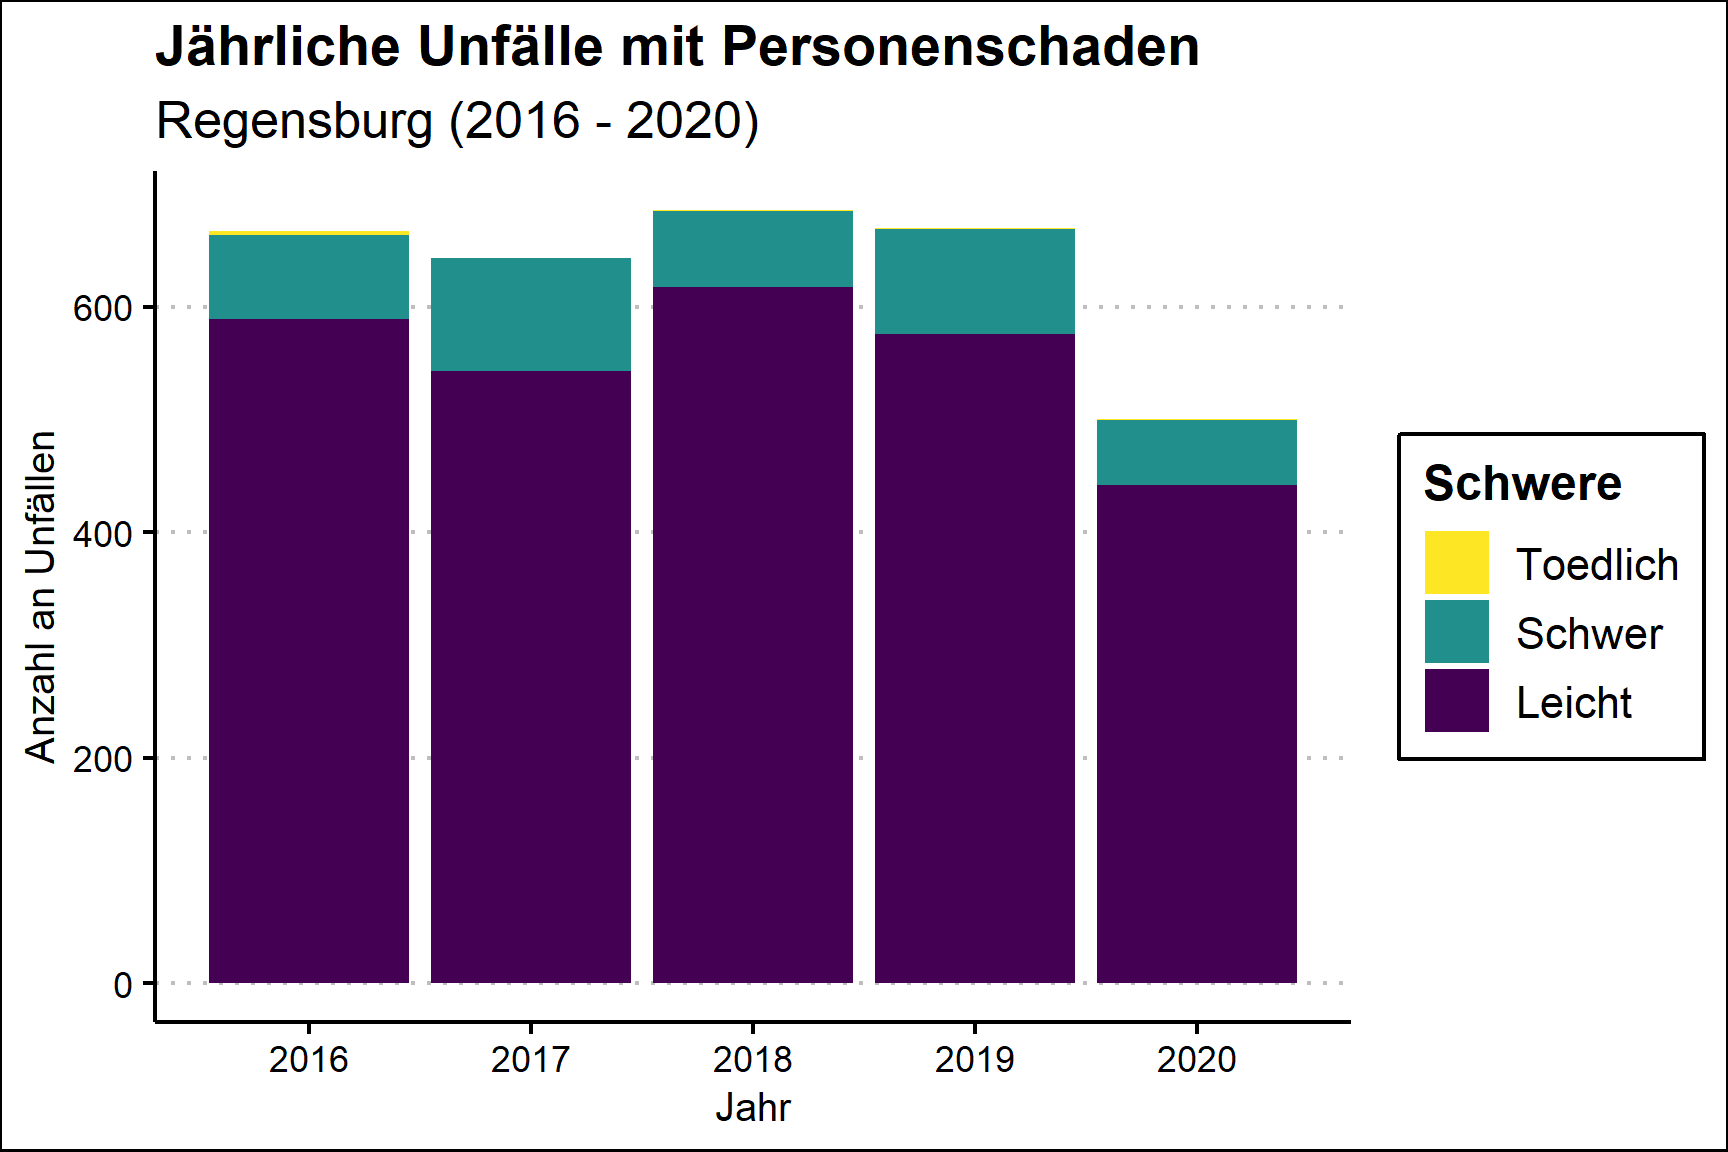 Jährliche Unfälle mit Personenschaden
Regensburg (2016 - 2020)
Anzahl an Unfällen
600
400
200
0
2016
2017
2018
2019
2020
Jahr
Schwere
Toedlich
Schwer
Leicht